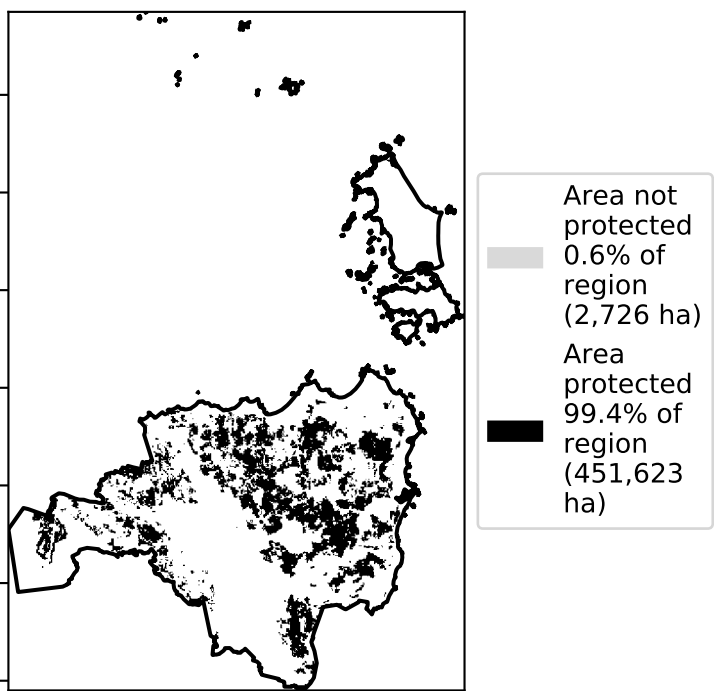 Area not
protected
0.6% of
region
(2,726 ha)
Area
protected
99.4% of
region
(451,623
ha)